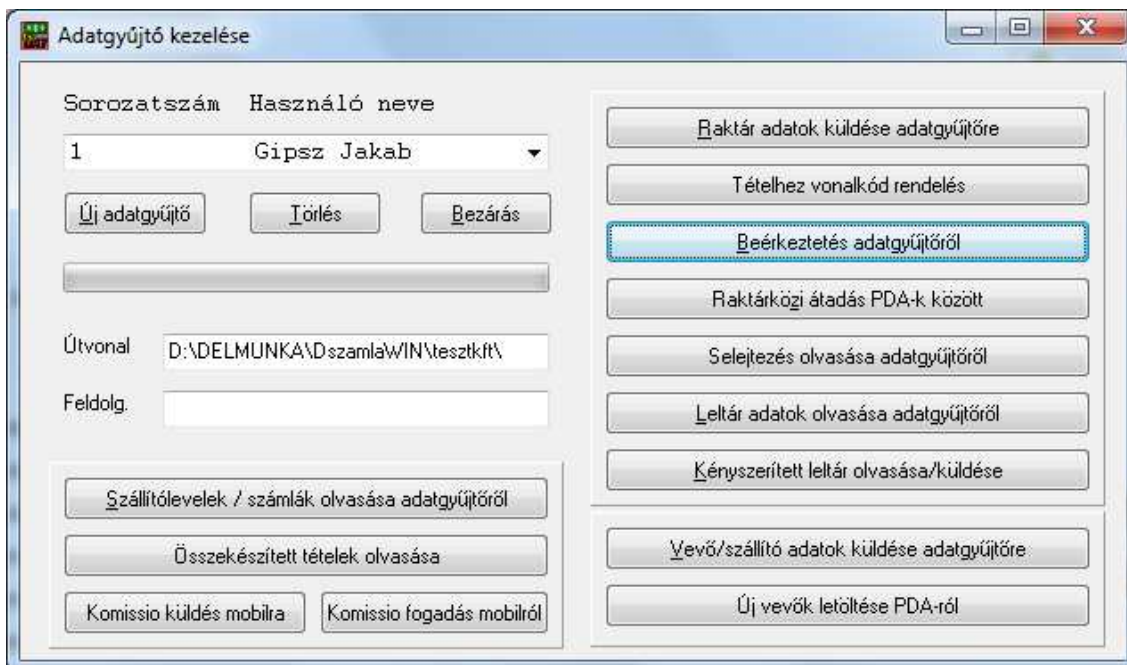 Adatgyűjtő kezelése
Sorozatszám Használó neve
1 Gipsz Jakab
Új adatgyűjtő Törlés Bezárás
Útvonal D:\DELMUNKA\DszamlaWIN\tesztkft\
Feldolg.
Szállítólevelek / számlák olvasása adatgyűjtőről
Összekészített tételek olvasása
Komissio küldés mobilra Komissio fogadás mobilról
Raktár adatok küldése adatgyűjtőre
Tételhez vonalkód rendelés
Beérkeztetés adatgyűjtőről
Raktárközi átadás PDA-k között
Selejtezés olvasása adatgyűjtőről
Leltár adatok olvasása adatgyűjtőről
Kényszerített leltár olvasása/küldése
Vevő/szállító adatok küldése adatgyűjtőre
Új vevők letöltése PDA-ról